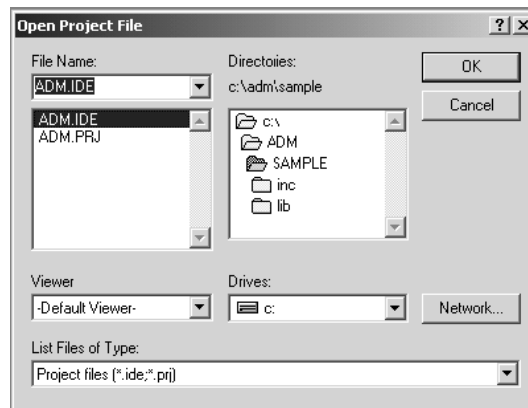 Open Project File
File Name:
ADM.IDE
ADM.IDE
ADM.PRJ
Directories:
c:\adm\sample
c:\
ADM
SAMPLE
inc
lib
OK
Cancel
Viewer
-Default Viewer-
Drives:
c:
Network...
List Files of Type:
Project files (*.ide;*.prj)